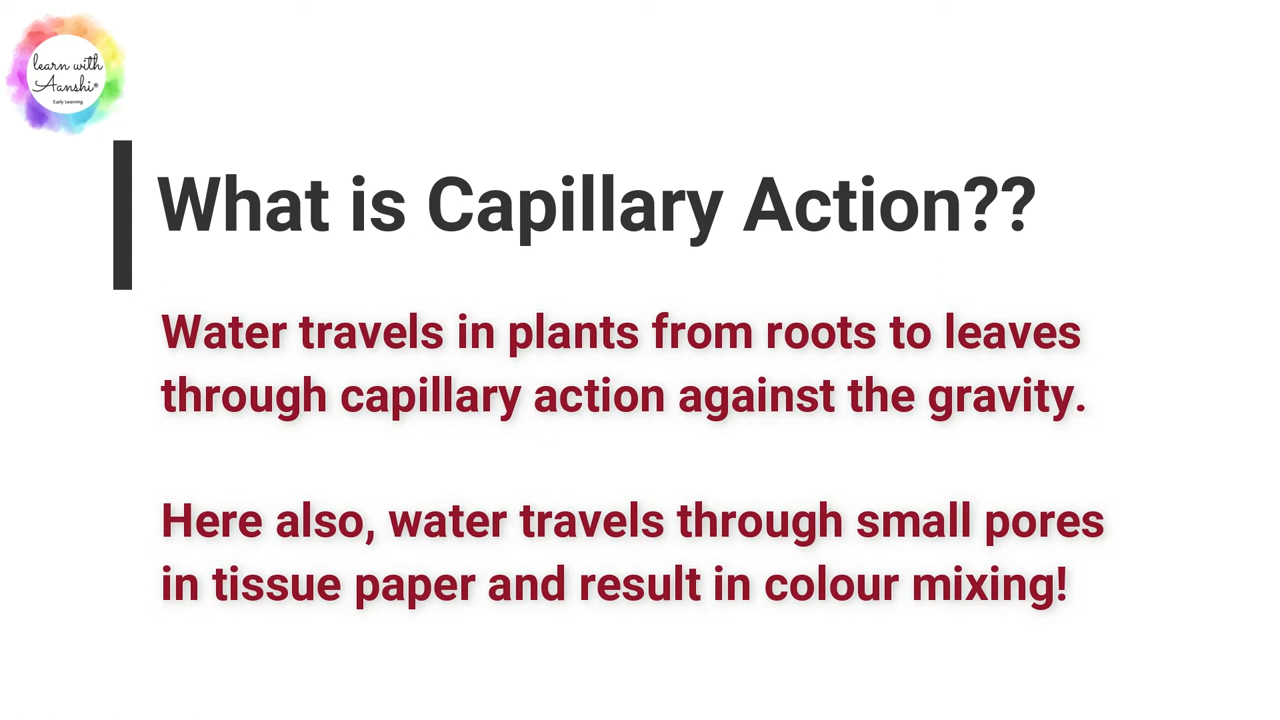 learn with
Aanshi®
Early Learning
What is Capillary Action??
Water travels in plants from roots to leaves
through capillary action against the gravity.
Here also, water travels through small pores
in tissue paper and result in colour mixing!